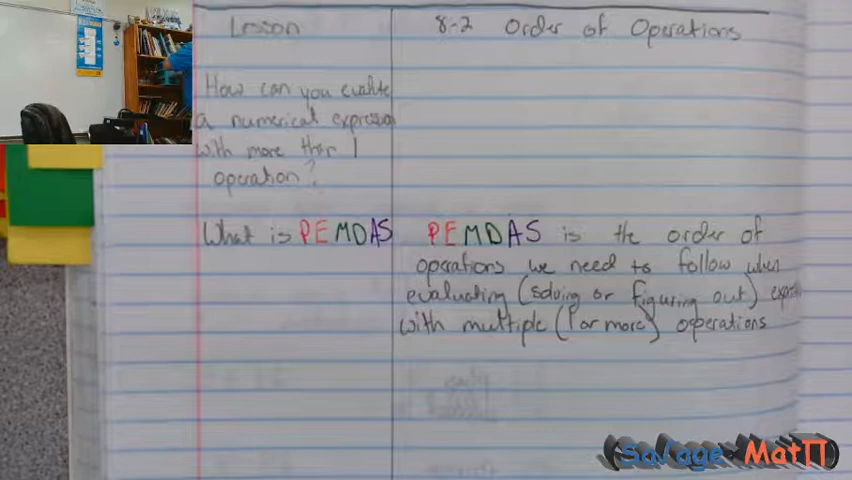 Lesson
8-2 Order of Operations
How can you evalute
a numerical expression
with more than 1
operation?
What is PEMDAS
PEMDAS is the order of
operations we need to follow when
evaluating (solving or figuring out)
with multiple (1 or more) operations
Savage MatΠ